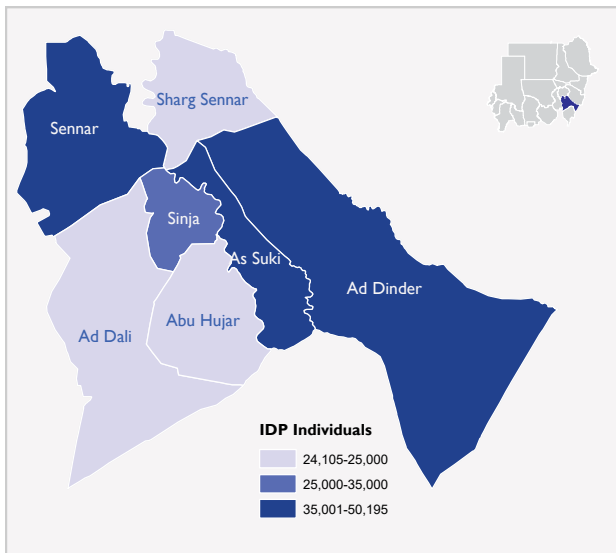 Sharg Sennar
Sennar
Sinja
As Suki
Ad Dinder
Abu Hujar
Ad Dali
IDP Individuals
24,105-25,000
25,000-35,000
35,001-50,195